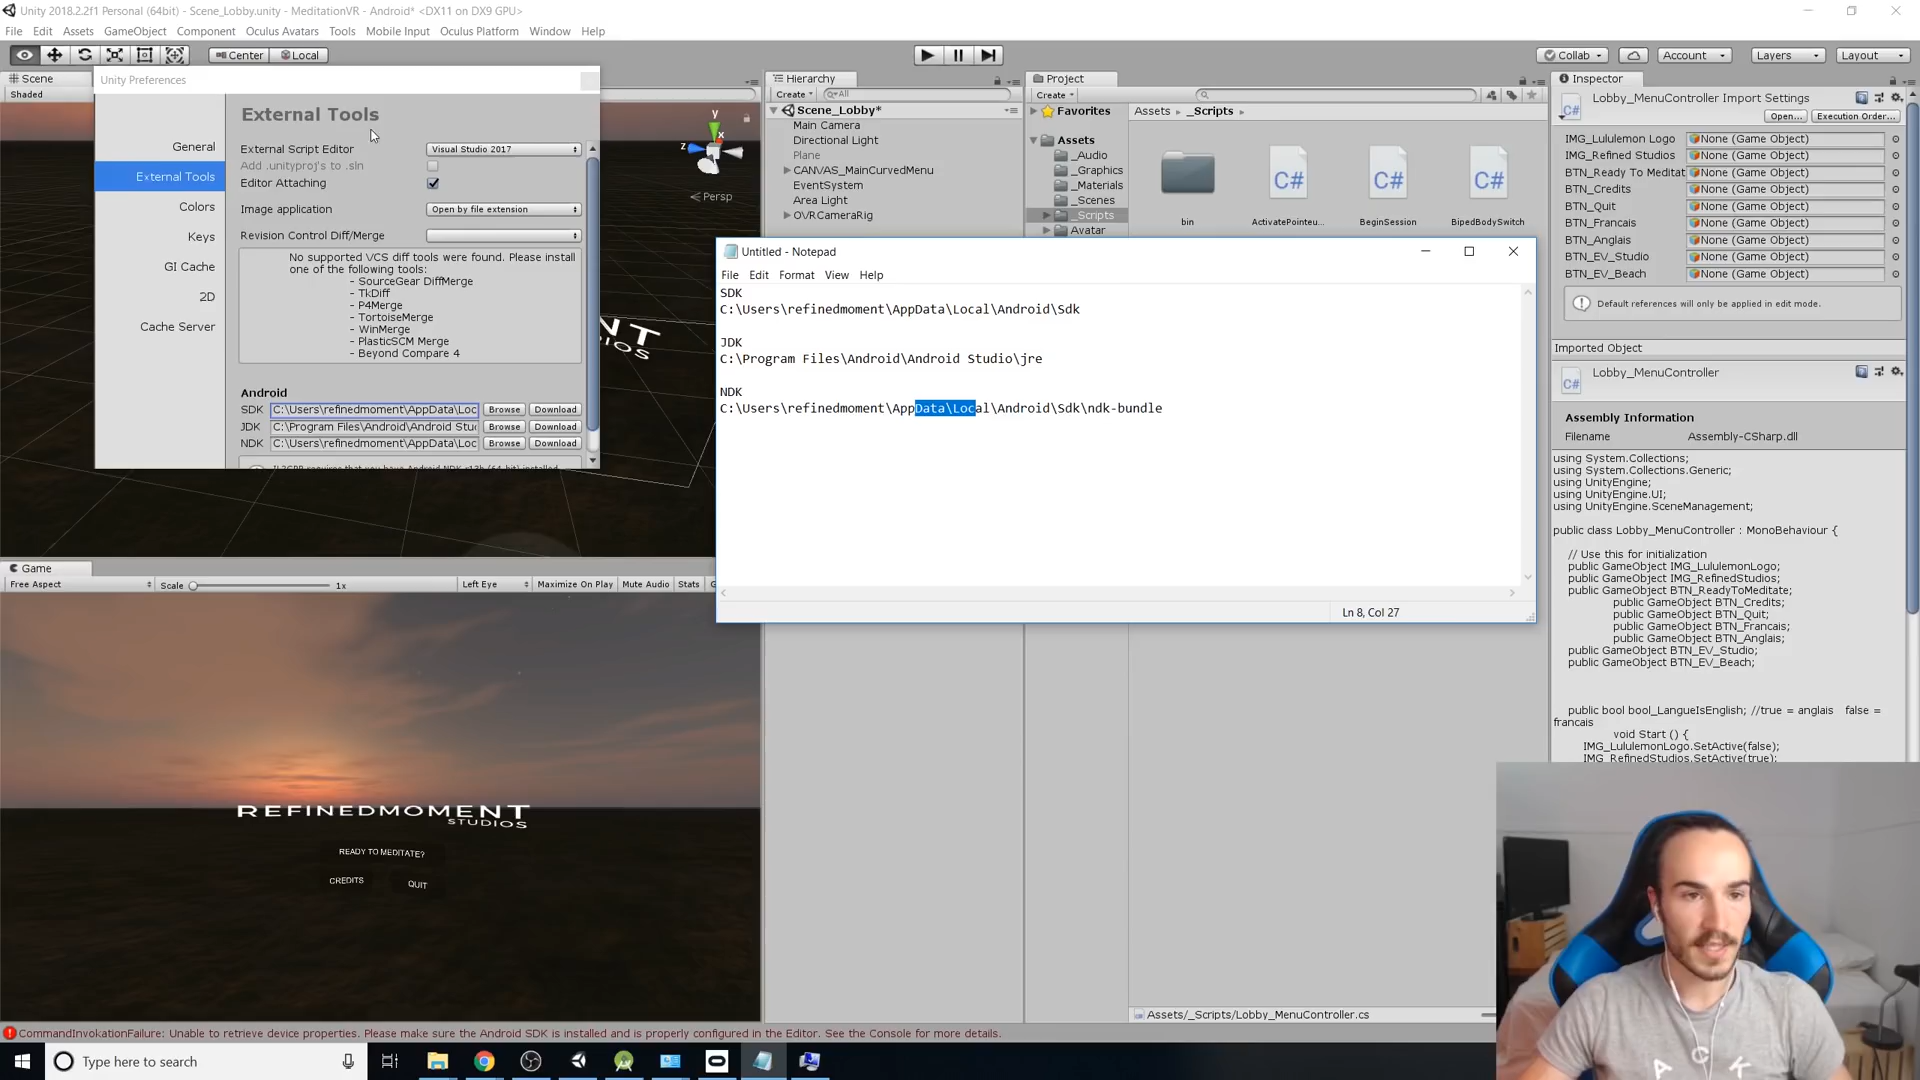 Unity 2018.2.2f1 Personal (64bit) - Scene_Lobby.unity - MeditationVR - Android* <DX11 on DX9 GPU>
File Edit Assets GameObject Component Oculus Avatars Tools Mobile Input Oculus Platform Window Help
Center Local
Collab Account Layers Layout
Scene
Shaded
Unity Preferences
General
External Tools
Colors
Keys
GI Cache
2D
Cache Server
External Tools
External Script Editor Visual Studio 2017
Add .unityproj's to .sln
Editor Attaching
Image application Open by file extension
Revision Control Diff/Merge
No supported VCS diff tools were found. Please install
one of the following tools:
- SourceGear DiffMerge
- TkDiff
- P4Merge
- TortoiseMerge
- WinMerge
- PlasticSCM Merge
- Beyond Compare 4
Android
SDK C:\Users\refinedmoment\AppData\Loc Browse Download
JDK C:\Program Files\Android\Android Stu Browse Download
NDK C:\Users\refinedmoment\AppData\Loc Browse Download
y
x
z
Persp
Hierarchy
Create All
Scene_Lobby*
Main Camera
Directional Light
Plane
CANVAS_MainCurvedMenu
EventSystem
Area Light
OVRCameraRig
Project
Create
Favorites
Assets
_Audio
_Graphics
_Materials
_Scenes
_Scripts
Avatar
Assets _Scripts
bin
C# ActivatePointeu...
C# BeginSession
C# BipedBodySwitch
Untitled - Notepad
File Edit Format View Help
SDK
C:\Users\refinedmoment\AppData\Local\Android\Sdk
JDK
C:\Program Files\Android\Android Studio\jre
NDK
C:\Users\refinedmoment\AppData\Local\Android\Sdk\ndk-bundle
Ln 8, Col 27
Inspector
Lobby_MenuController Import Settings
Open... Execution Order...
IMG_Lululemon Logo None (Game Object)
IMG_Refined Studios None (Game Object)
BTN_Ready To Meditat None (Game Object)
BTN_Credits None (Game Object)
BTN_Quit None (Game Object)
BTN_Francais None (Game Object)
BTN_Anglais None (Game Object)
BTN_EV_Studio None (Game Object)
BTN_EV_Beach None (Game Object)
Default references will only be applied in edit mode.
Imported Object
Lobby_MenuController
Assembly Information
Filename Assembly-CSharp.dll
using System.Collections;
using System.Collections.Generic;
using UnityEngine;
using UnityEngine.UI;
using UnityEngine.SceneManagement;
public class Lobby_MenuController : MonoBehaviour {
// Use this for initialization
public GameObject IMG_LululemonLogo;
public GameObject IMG_RefinedStudios;
public GameObject BTN_ReadyToMeditate;
public GameObject BTN_Credits;
public GameObject BTN_Quit;
public GameObject BTN_Francais;
public GameObject BTN_Anglais;
public GameObject BTN_EV_Studio;
public GameObject BTN_EV_Beach;
public bool bool_LangueIsEnglish; //true = anglais false =
francais
void Start () {
IMG_LululemonLogo.SetActive(false);
IMG_RefinedStudios.SetActive(true);
Game
Free Aspect Scale 1x Left Eye Maximize On Play Mute Audio Stats G
REFINEDMOMENT
STUDIOS
READY TO MEDITATE?
CREDITS QUIT
Assets/_Scripts/Lobby_MenuController.cs
CommandInvokationFailure: Unable to retrieve device properties. Please make sure the Android SDK is installed and is properly configured in the Editor. See the Console for more details.
Type here to search